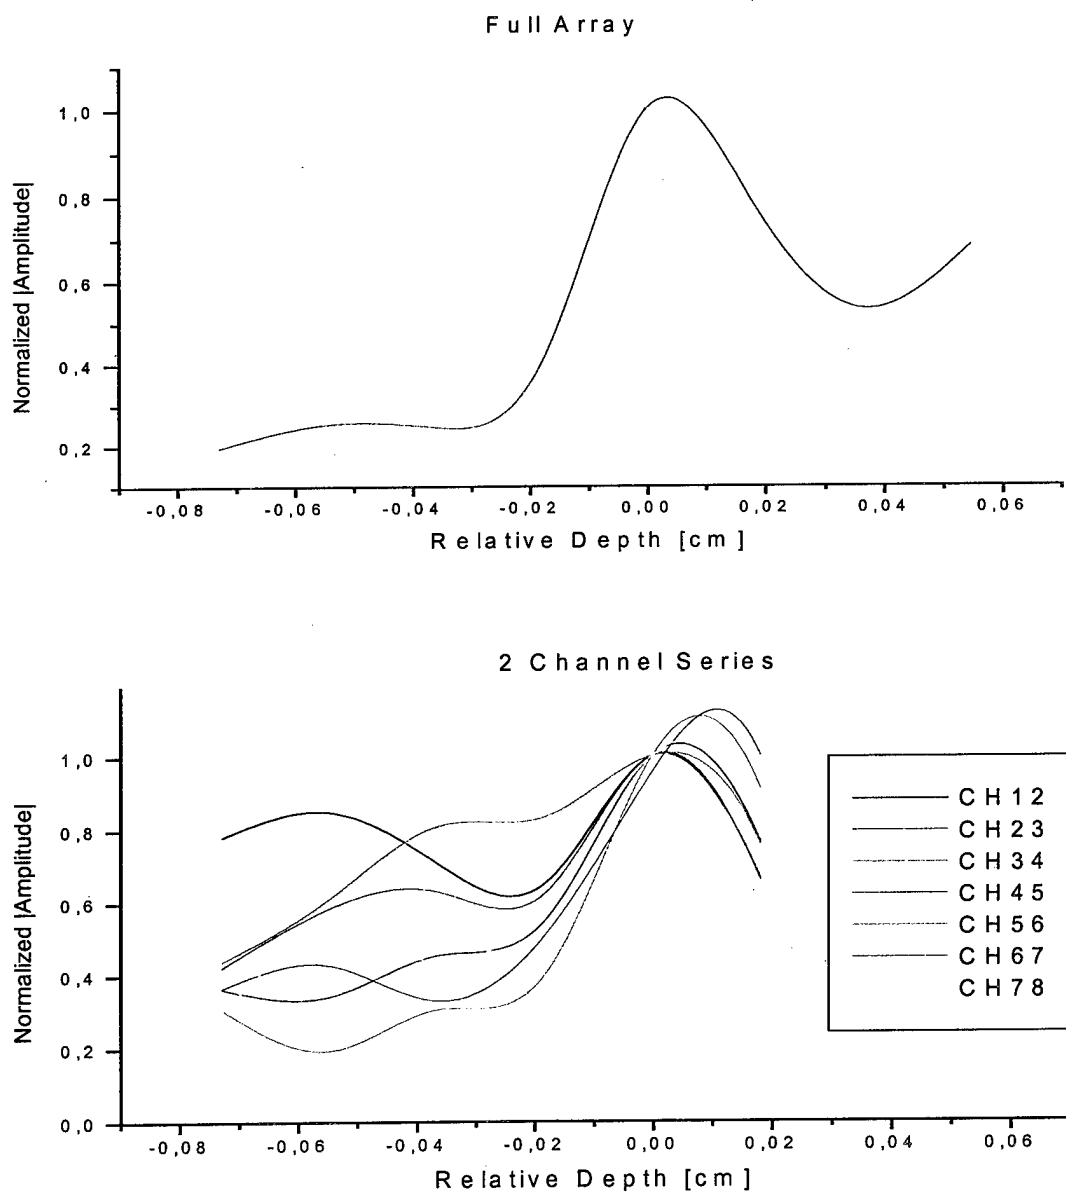 Full Array
Normalized |Amplitude|
1,0
0,8
0,6
0,4
0,2
-0,08 -0,06 -0,04 -0,02 0,00 0,02 0,04 0,06
Relative Depth [cm]
2 Channel Series
Normalized |Amplitude|
1,0
0,8
0,6
0,4
0,2
0,0
CH12
CH23
CH34
CH45
CH56
CH67
CH78
-0,08 -0,06 -0,04 -0,02 0,00 0,02 0,04 0,06
Relative Depth [cm]